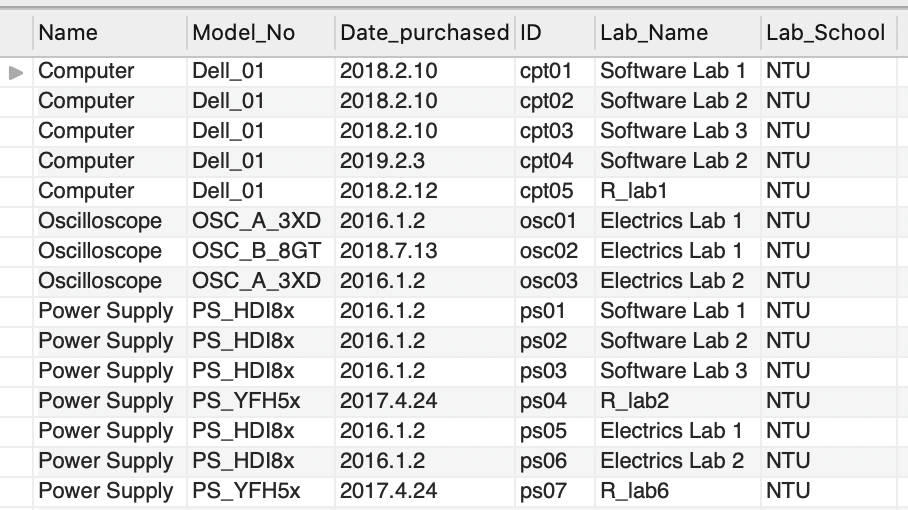 Name Model_No Date_purchased ID Lab_Name Lab_School
Computer Dell_01 2018.2.10 cpt01 Software Lab 1 NTU
Computer Dell_01 2018.2.10 cpt02 Software Lab 2 NTU
Computer Dell_01 2018.2.10 cpt03 Software Lab 3 NTU
Computer Dell_01 2019.2.3 cpt04 Software Lab 2 NTU
Computer Dell_01 2018.2.12 cpt05 R_lab1 NTU
Oscilloscope OSC_A_3XD 2016.1.2 osc01 Electrics Lab 1 NTU
Oscilloscope OSC_B_8GT 2018.7.13 osc02 Electrics Lab 1 NTU
Oscilloscope OSC_A_3XD 2016.1.2 osc03 Electrics Lab 2 NTU
Power Supply PS_HDI8x 2016.1.2 ps01 Software Lab 1 NTU
Power Supply PS_HDI8x 2016.1.2 ps02 Software Lab 2 NTU
Power Supply PS_HDI8x 2016.1.2 ps03 Software Lab 3 NTU
Power Supply PS_YFH5x 2017.4.24 ps04 R_lab2 NTU
Power Supply PS_HDI8x 2016.1.2 ps05 Electrics Lab 1 NTU
Power Supply PS_HDI8x 2016.1.2 ps06 Electrics Lab 2 NTU
Power Supply PS_YFH5x 2017.4.24 ps07 R_lab6 NTU